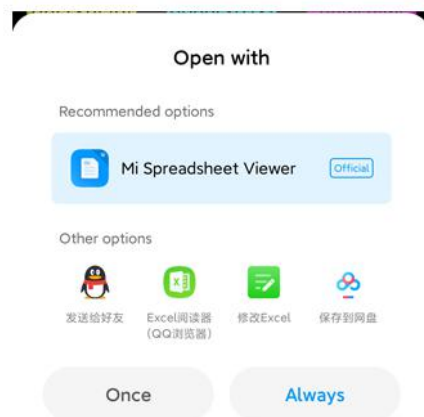 Open with
Recommended options
Mi Spreadsheet Viewer
Official
Other options
发送给好友
Excel阅读器
(QQ浏览器)
修改Excel
保存到网盘
Once
Always